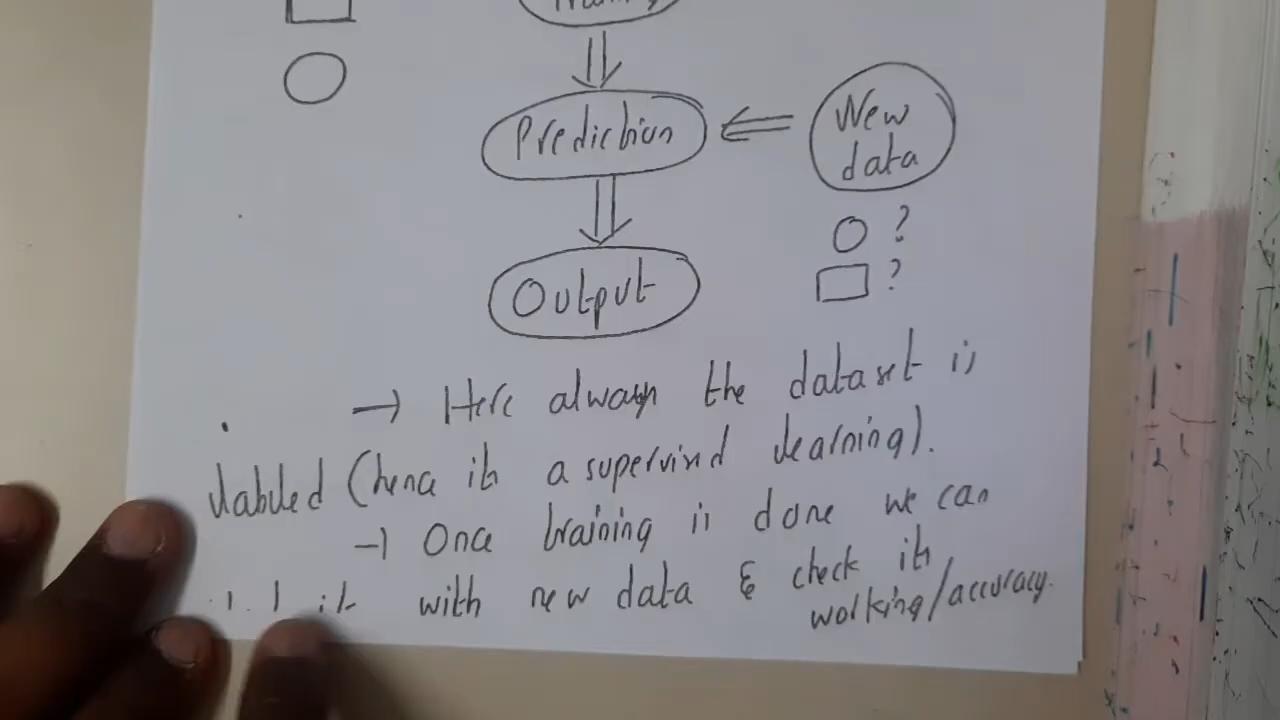 Prediction
New
data
?
?
Output
→ Here always the dataset is
labled (hence its a supervised learning).
→ Once training is done we can
it with new data & check its
working/accuracy.